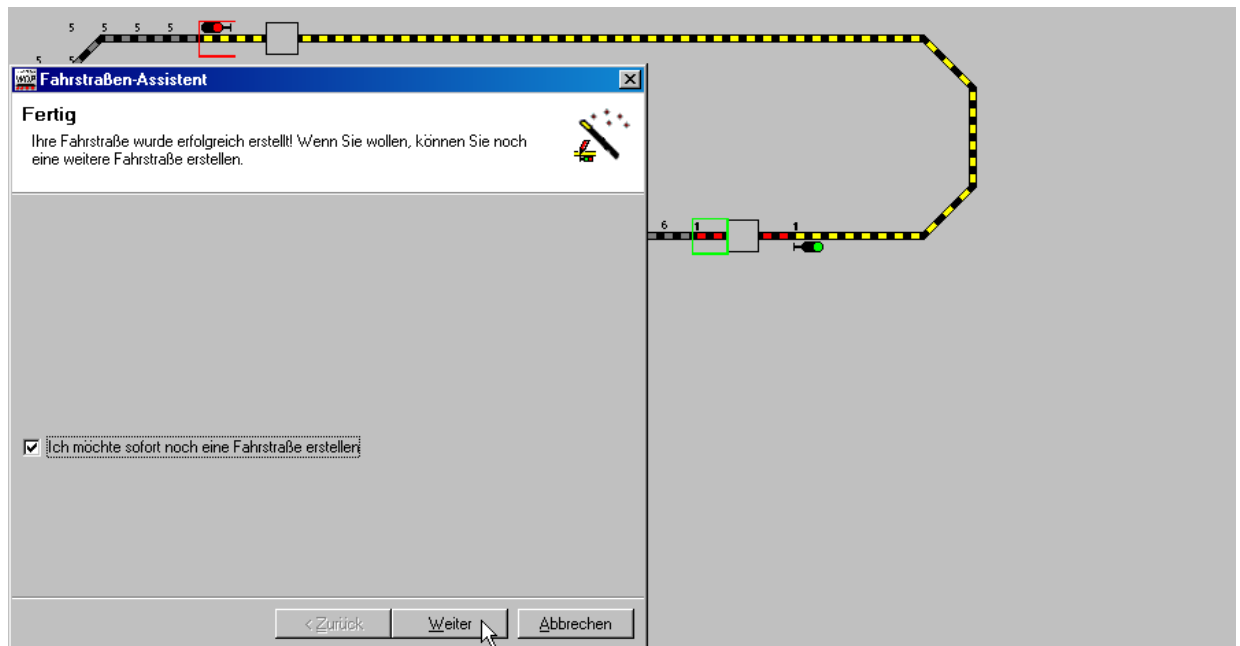 5 5 5 5
5 5
Fahrstraßen-Assistent
Fertig
Ihre Fahrstraße wurde erfolgreich erstellt! Wenn Sie wollen, können Sie noch
eine weitere Fahrstraße erstellen.
6 1 1
Ich möchte sofort noch eine Fahrstraße erstellen
< Zurück Weiter Abbrechen